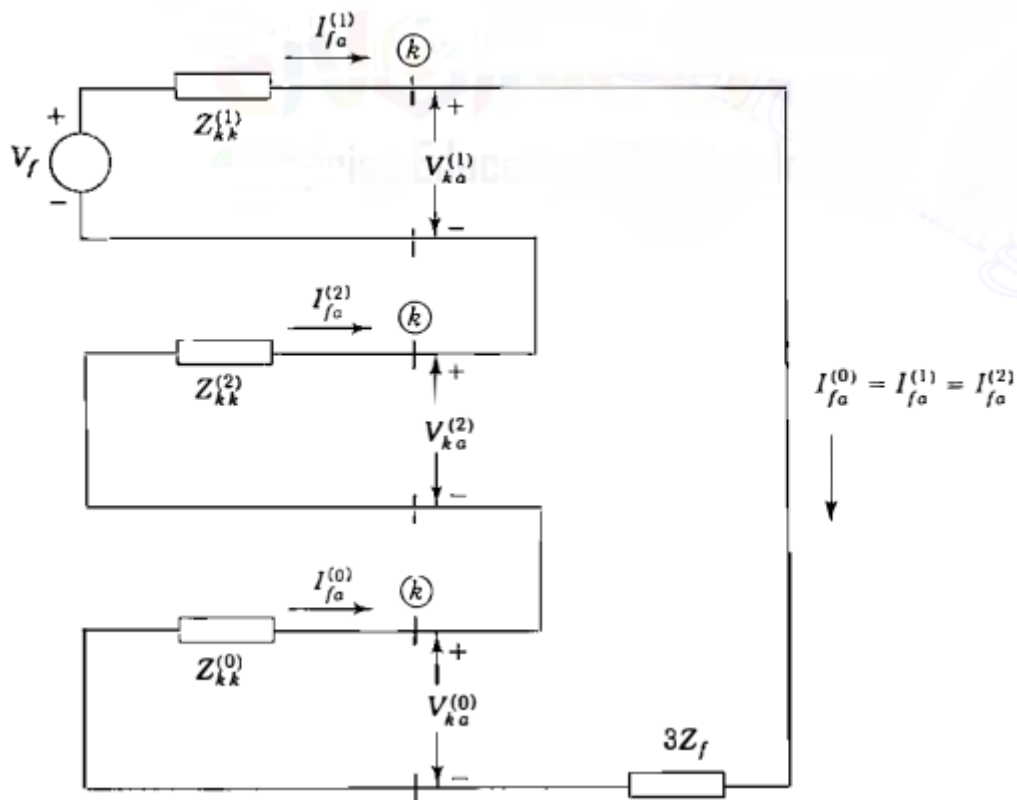 I_{fa}^{(1)}
k
+
Z_{kk}^{(1)}
+
V_f
V_{ka}^{(1)}
−
−
I_{fa}^{(2)}
k
+
Z_{kk}^{(2)}
I_{fa}^{(0)} = I_{fa}^{(1)} = I_{fa}^{(2)}
V_{ka}^{(2)}
−
I_{fa}^{(0)}
k
+
Z_{kk}^{(0)}
V_{ka}^{(0)}
3Z_f
−